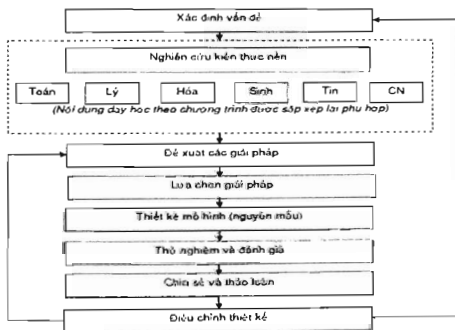 Xác định vấn đề
Nghiên cứu kiến thức nền
Toán Lý Hóa Sinh Tin CN
(Nội dung dạy học theo chương trình được sắp xếp lại phù hợp)
Đề xuất các giải pháp
Lựa chọn giải pháp
Thiết kế mô hình (nguyên mẫu)
Thử nghiệm và đánh giá
Chia sẻ và thảo luận
Điều chỉnh thiết kế